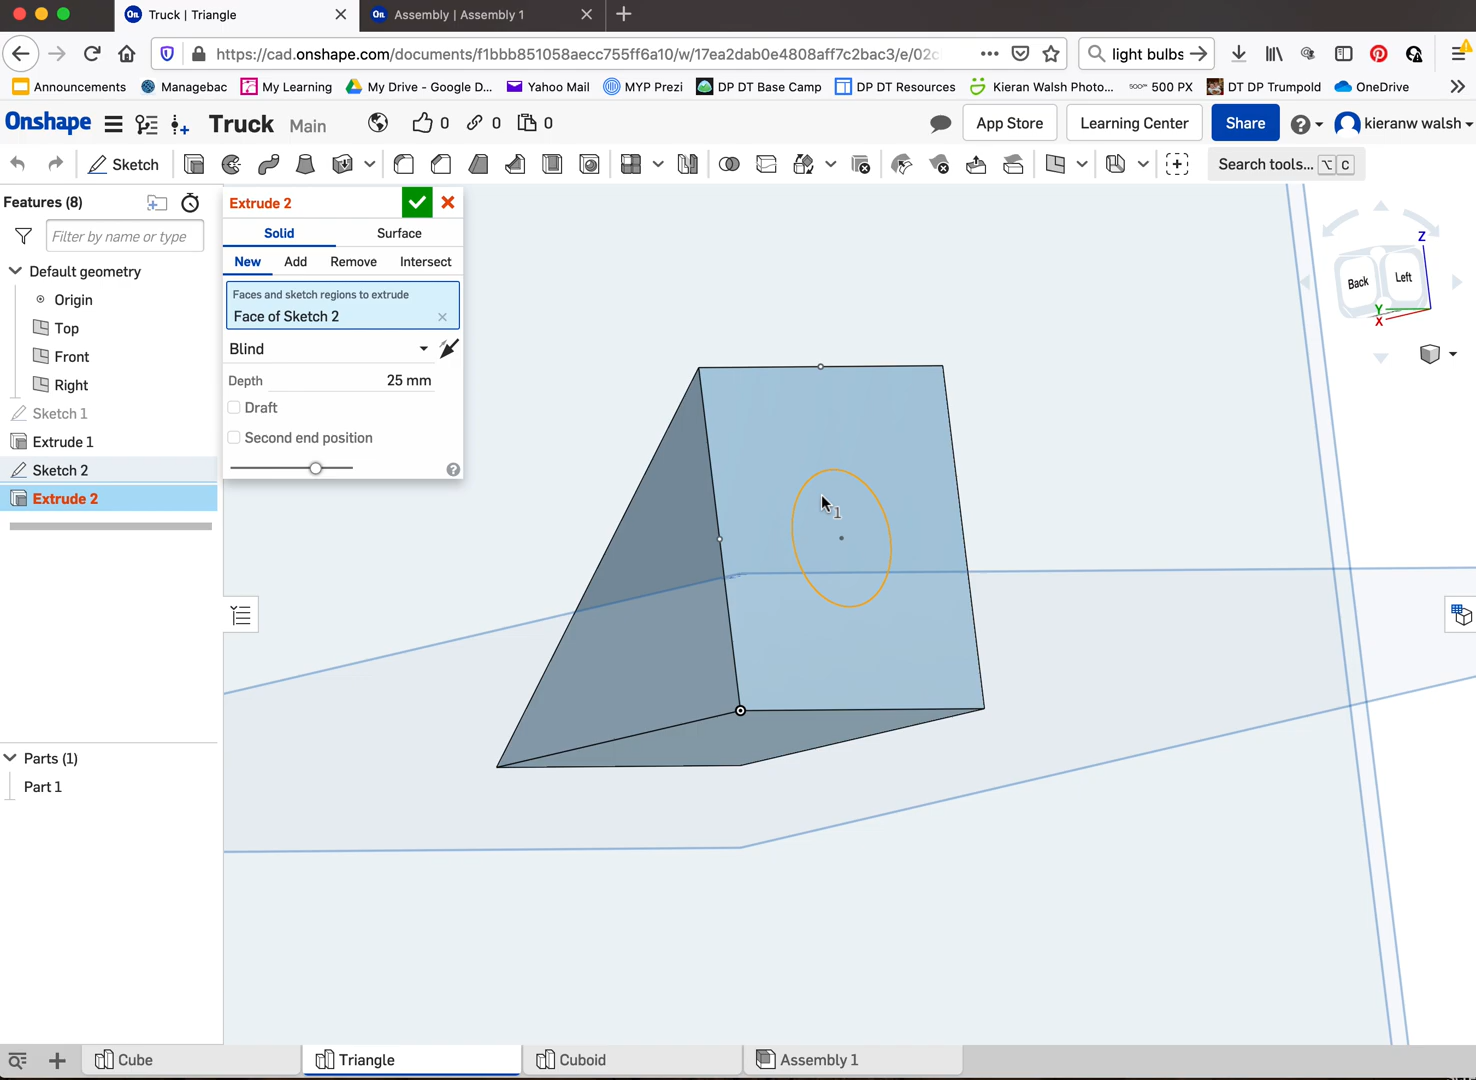 Truck | Triangle
Assembly | Assembly 1
https://cad.onshape.com/documents/f1bbb851058aecc755ff6a10/w/17ea2dab0e4808aff7c2bac3/e/02c
light bulbs
Announcements
Managebac
My Learning
My Drive - Google D...
Yahoo Mail
MYP Prezi
DP DT Base Camp
DP DT Resources
Kieran Walsh Photo...
500 PX
DT DP Trumpold
OneDrive
Onshape
Truck
Main
0
0
0
App Store
Learning Center
Share
kieranw walsh
Sketch
Search tools... ⌥ C
Features (8)
Filter by name or type
Default geometry
Origin
Top
Front
Right
Sketch 1
Extrude 1
Sketch 2
Extrude 2
Extrude 2
Solid
Surface
New
Add
Remove
Intersect
Faces and sketch regions to extrude
Face of Sketch 2
Blind
Depth
25 mm
Draft
Second end position
1
Z
Back
Left
Y
X
Parts (1)
Part 1
Cube
Triangle
Cuboid
Assembly 1